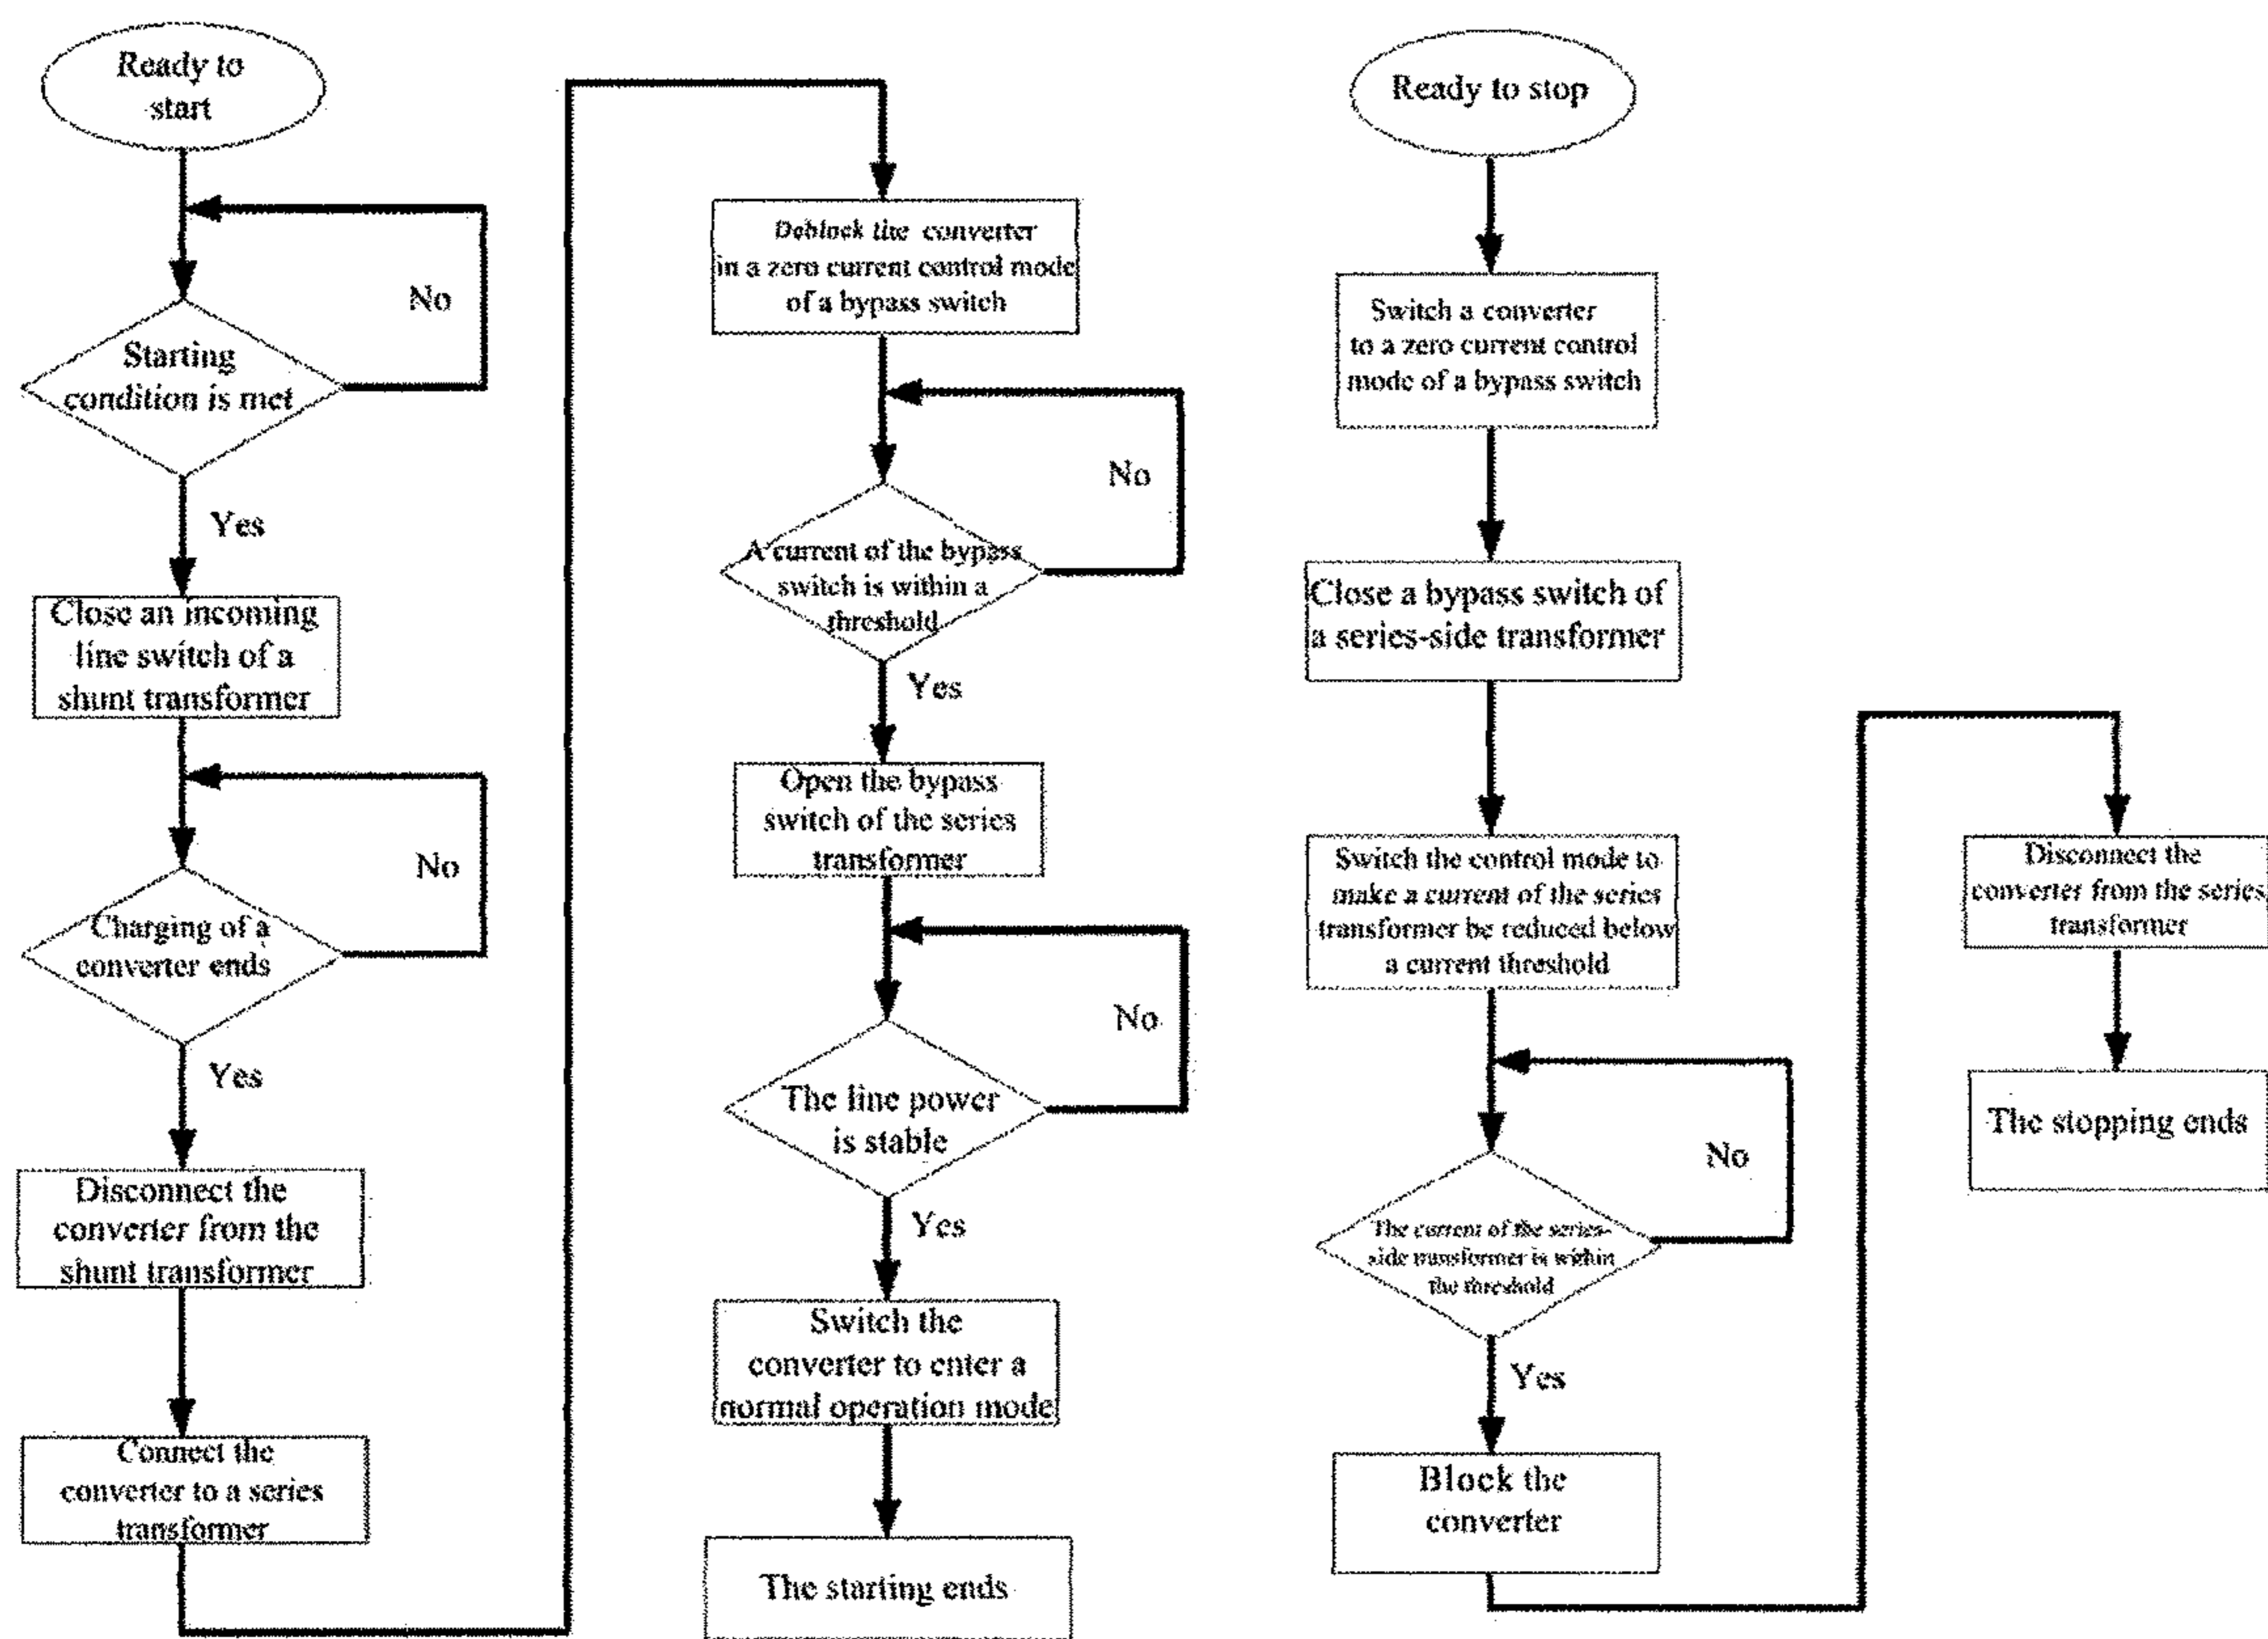 Ready to
start
No
Starting
condition is met
Yes
Close an incoming
line switch of a
shunt transformer
No
Charging of a
converter ends
Yes
Disconnect the
converter from the
shunt transformer
Connect the
converter to a series
transformer
Deblock the converter
in a zero current control mode
of a bypass switch
No
A current of the bypass
switch is within a
threshold
Yes
Open the bypass
switch of the series
transformer
No
The line power
is stable
Yes
Switch the
converter to enter a
normal operation mode
The starting ends
Ready to stop
Switch a converter
to a zero current control
mode of a bypass switch
Close a bypass switch of
a series-side transformer
Switch the control mode to
make a current of the series
transformer be reduced below
a current threshold
No
The current of the series-
side transformer is within
the threshold
Yes
Block the
converter
Disconnect the
converter from the series
transformer
The stopping ends